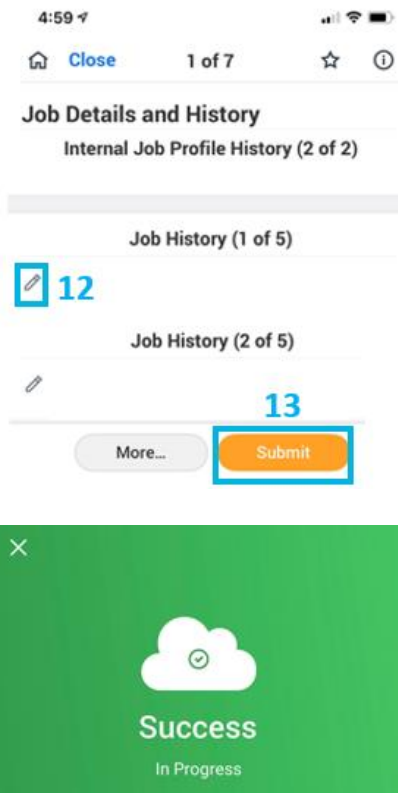 4:59
Close 1 of 7
Job Details and History
Internal Job Profile History (2 of 2)
Job History (1 of 5)
12
Job History (2 of 5)
13
More... Submit
Success
In Progress